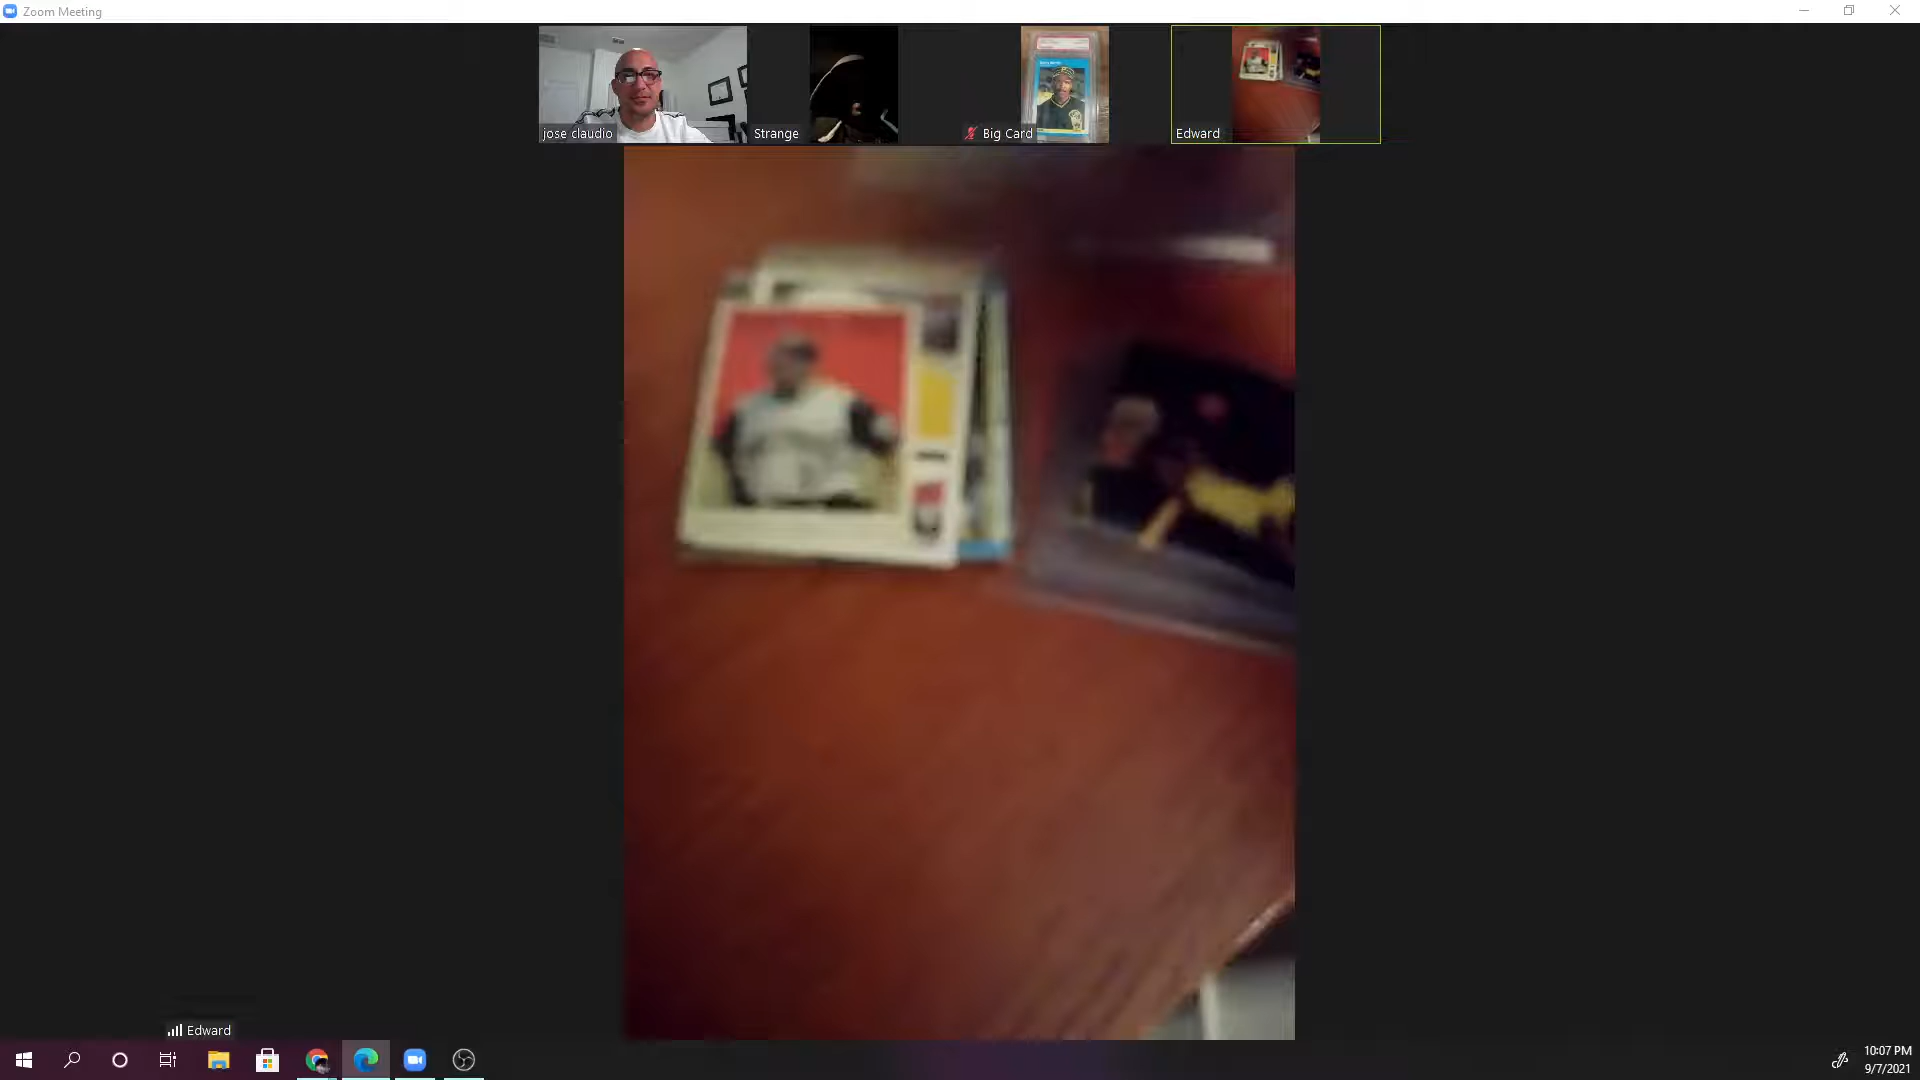 Zoom Meeting
jose claudio
Strange
Big Card
Edward
Edward
10:07 PM
9/7/2021